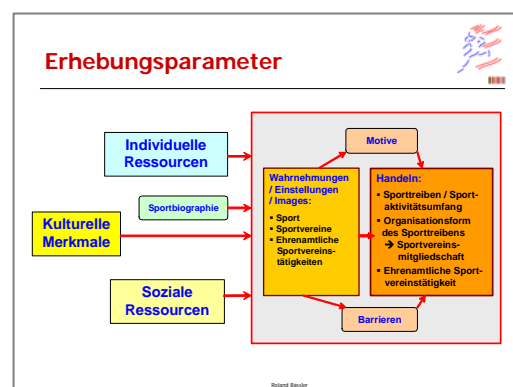 Erhebungsparameter
Individuelle
Ressourcen
Sportbiographie
Kulturelle
Merkmale
Soziale
Ressourcen
Motive
Wahrnehmungen
/ Einstellungen
/ Images:
▪ Sport
▪ Sportvereine
▪ Ehrenamtliche
Sportvereins-
tätigkeiten
Handeln:
▪ Sporttreiben / Sport-
aktivitätsumfang
▪ Organisationsform
des Sporttreibens
→ Sportvereins-
mitgliedschaft
▪ Ehrenamtliche Sport-
vereinstätigkeit
Barrieren
Roland Bässler